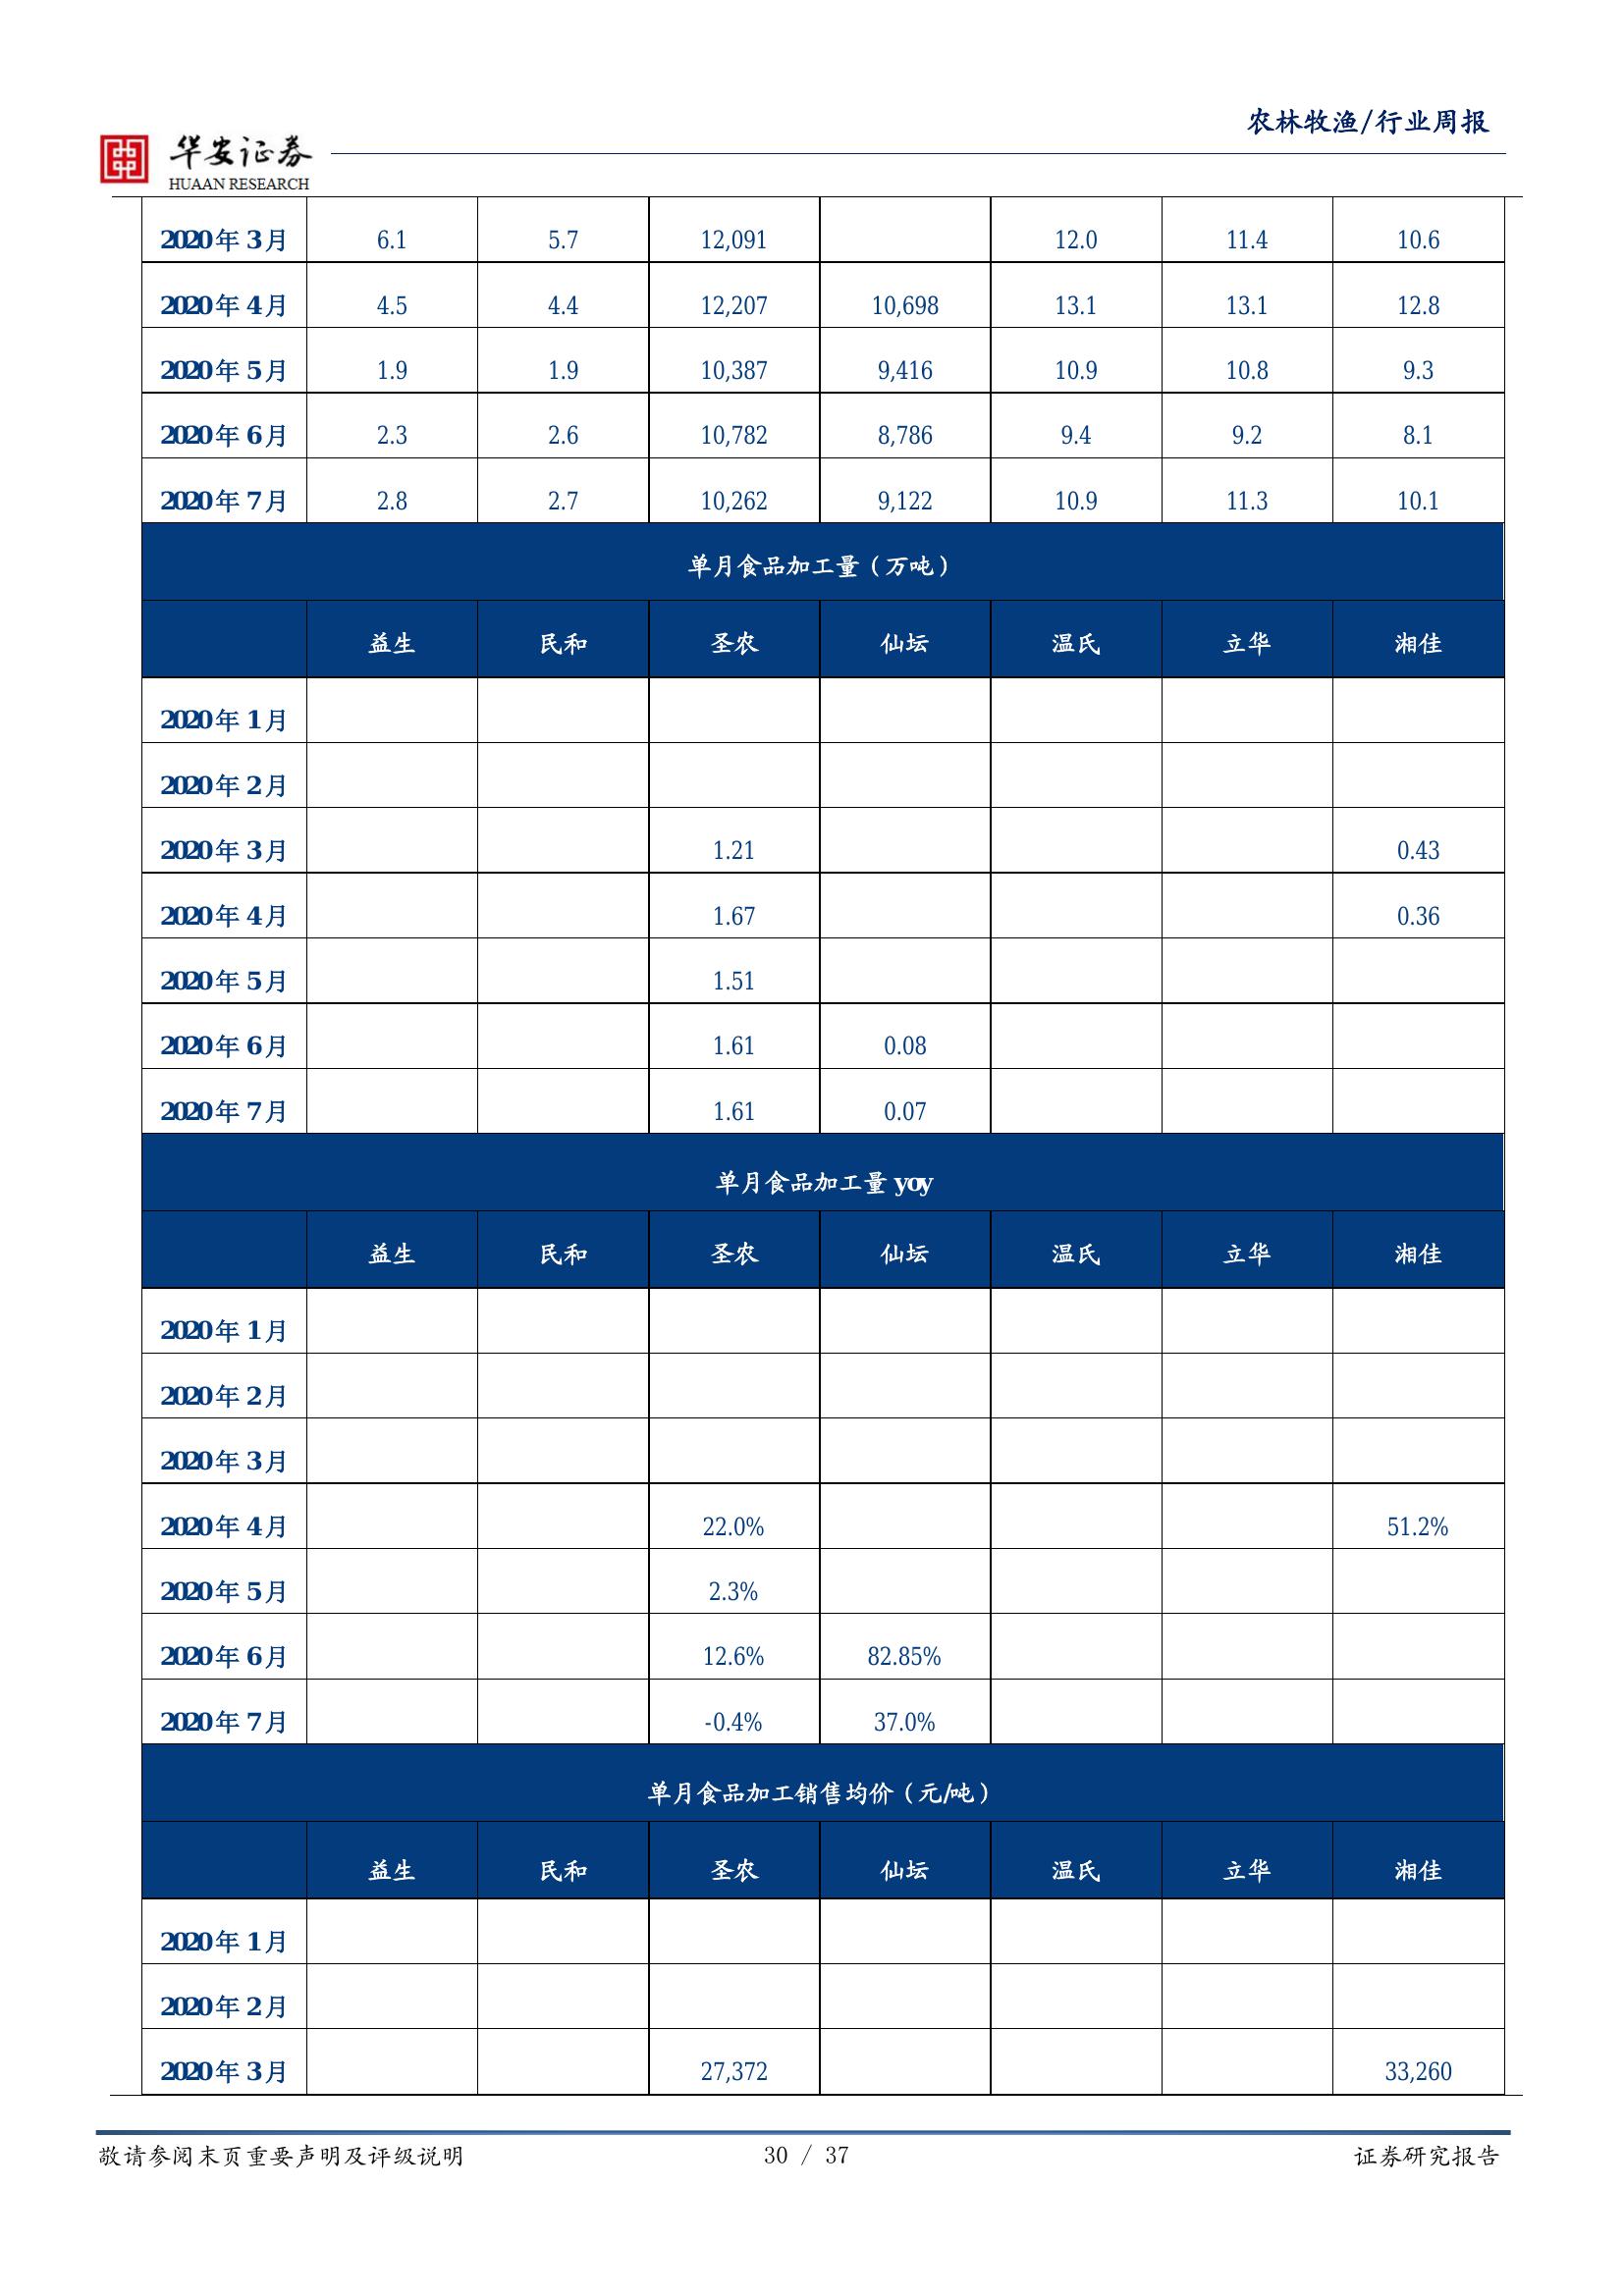 农林牧渔/行业周报
华安证券
HUAAN RESEARCH
2020年3月 6.1 5.7 12,091 12.0 11.4 10.6
2020年4月 4.5 4.4 12,207 10,698 13.1 13.1 12.8
2020年5月 1.9 1.9 10,387 9,416 10.9 10.8 9.3
2020年6月 2.3 2.6 10,782 8,786 9.4 9.2 8.1
2020年7月 2.8 2.7 10,262 9,122 10.9 11.3 10.1
单月食品加工量（万吨）
益生 民和 圣农 仙坛 温氏 立华 湘佳
2020年1月
2020年2月
2020年3月 1.21 0.43
2020年4月 1.67 0.36
2020年5月 1.51
2020年6月 1.61 0.08
2020年7月 1.61 0.07
单月食品加工量 yoy
益生 民和 圣农 仙坛 温氏 立华 湘佳
2020年1月
2020年2月
2020年3月
2020年4月 22.0% 51.2%
2020年5月 2.3%
2020年6月 12.6% 82.85%
2020年7月 -0.4% 37.0%
单月食品加工销售均价（元/吨）
益生 民和 圣农 仙坛 温氏 立华 湘佳
2020年1月
2020年2月
2020年3月 27,372 33,260
敬请参阅末页重要声明及评级说明 30 / 37 证券研究报告